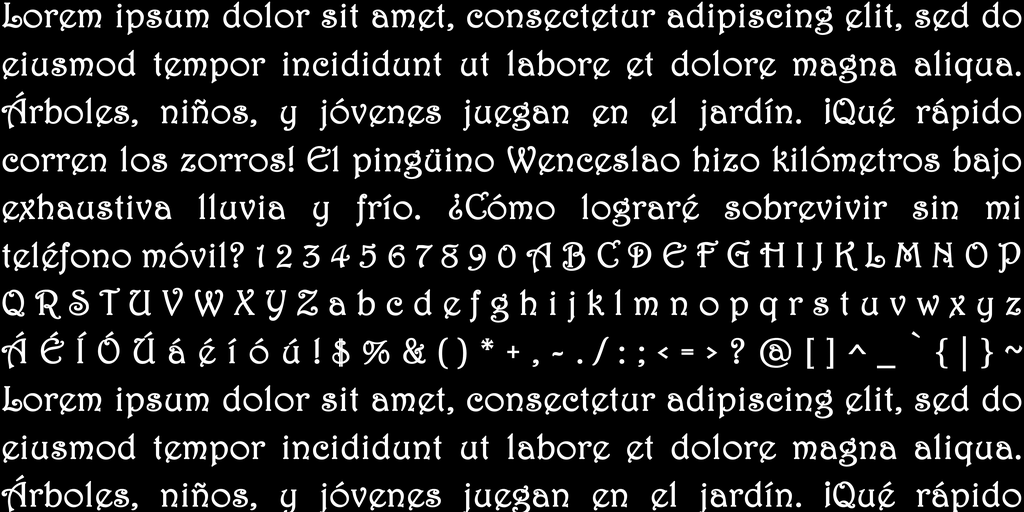 Lorem ipsum dolor sit amet, consectetur adipiscing elit, sed do
eiusmod tempor incididunt ut labore et dolore magna aliqua.
Árboles, niños, y jóvenes juegan en el jardín. ¡Qué rápido
corren los zorros! El pingüino Wenceslao hizo kilómetros bajo
exhaustiva lluvia y frío. ¿Cómo lograré sobrevivir sin mi
teléfono móvil? 1 2 3 4 5 6 7 8 9 0 A B C D E F G H I J K L M N O P
Q R S T U V W X Y Z a b c d e f g h i j k l m n o p q r s t u v w x y z
Á É Í Ó Ú á é í ó ú ! $ % & ( ) * + , - . / : ; < = > ? @ [ ] ^ _ ` { | } ~
Lorem ipsum dolor sit amet, consectetur adipiscing elit, sed do
eiusmod tempor incididunt ut labore et dolore magna aliqua.
Árboles, niños, y jóvenes juegan en el jardín. ¡Qué rápido